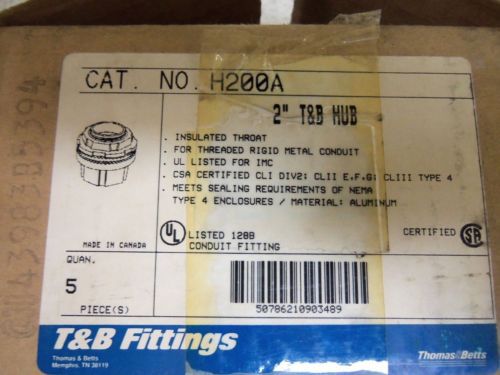 CAT. NO. H200A
2" T&B HUB
. INSULATED THROAT
. FOR THREADED RIGID METAL CONDUIT
. UL LISTED FOR IMC
. CSA CERTIFIED CLI DIV2; CLII E,F,G; CLIII TYPE 4
. MEETS SEALING REQUIREMENTS OF NEMA
TYPE 4 ENCLOSURES / MATERIAL: ALUMINUM
MADE IN CANADA
UL
LISTED 128B
CONDUIT FITTING
CERTIFIED
SA
QUAN.
5
PIECE(S)
50786210903489
T&B Fittings
Thomas & Betts
Memphis, TN 38119
Thomas&Betts